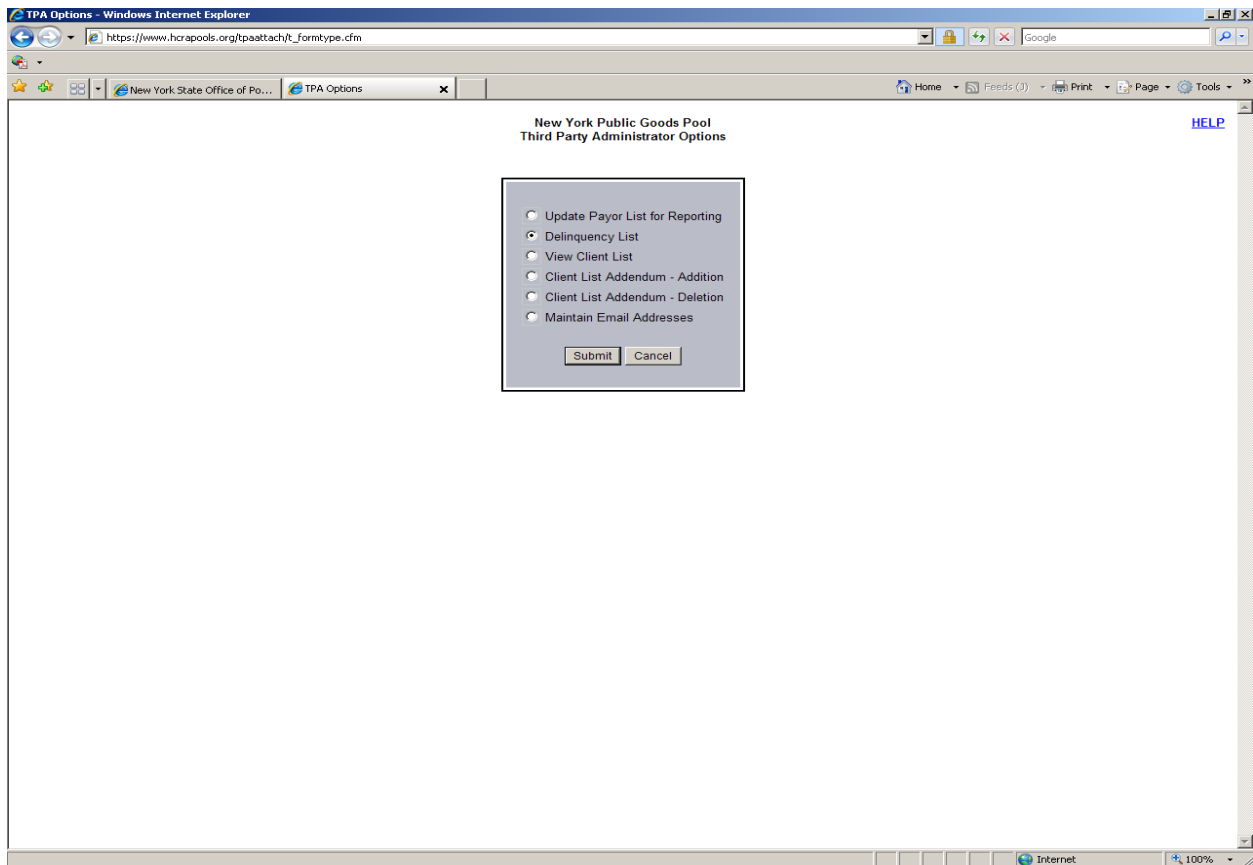 TPA Options - Windows Internet Explorer
https://www.hcrapools.org/tpaattach/t_formtype.cfm
Google
New York State Office of Po...
TPA Options
Home
Feeds (J)
Print
Page
Tools
New York Public Goods Pool
Third Party Administrator Options
HELP
Update Payor List for Reporting
Delinquency List
View Client List
Client List Addendum - Addition
Client List Addendum - Deletion
Maintain Email Addresses
Submit Cancel
Internet
100%